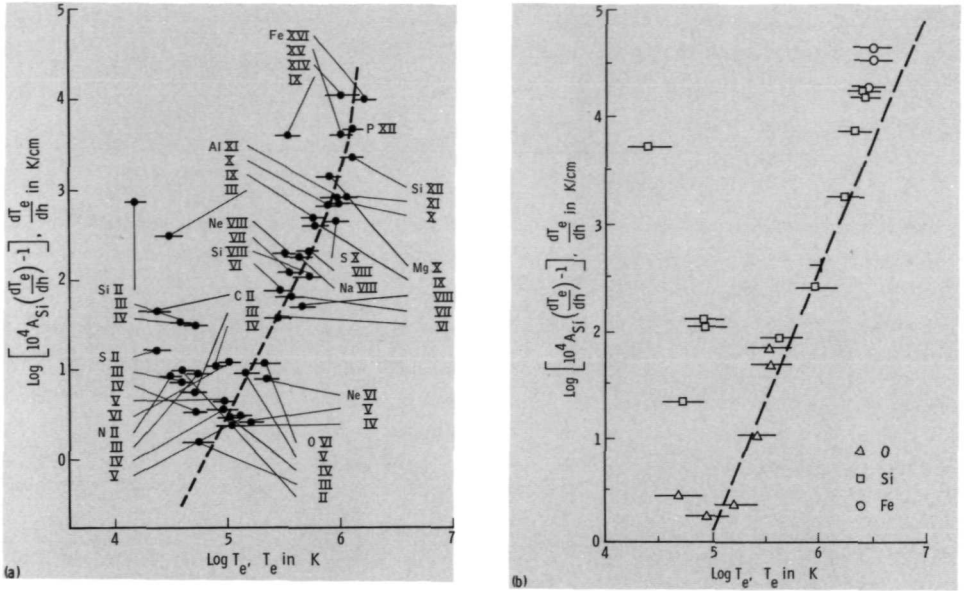 5
4
3
2
1
0
4
5
6
7
Log [10⁴ A_Si (dT_e/dh)⁻¹], dT_e/dh in K/cm
Log T_e, T_e in K
(a)
Fe XVI
XV
XIV
IX
P XII
Al XI
X
IX
III
Si XII
XI
X
Ne VIII
VII
Si VIII
VI
S X
VIII
Na VIII
Mg X
IX
VIII
VII
VI
Si II
III
IV
C II
III
IV
S II
III
IV
V
VI
N II
III
IV
V
Ne VI
V
IV
O VI
V
IV
III
II
5
4
3
2
1
0
4
5
6
7
Log [10⁴ A_Si (dT_e/dh)⁻¹], dT_e/dh in K/cm
Log T_e, T_e in K
O
Si
Fe
(b)